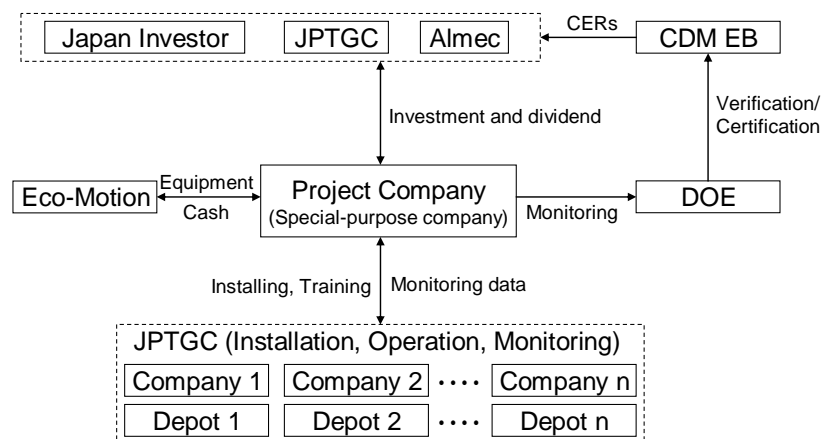 Japan Investor JPTGC Almec CERs CDM EB
Investment and dividend
Verification/
Certification
Eco-Motion
Equipment
Cash
Project Company
(Special-purpose company)
Monitoring
DOE
Installing, Training
Monitoring data
JPTGC (Installation, Operation, Monitoring)
Company 1 Company 2 ···· Company n
Depot 1 Depot 2 ···· Depot n